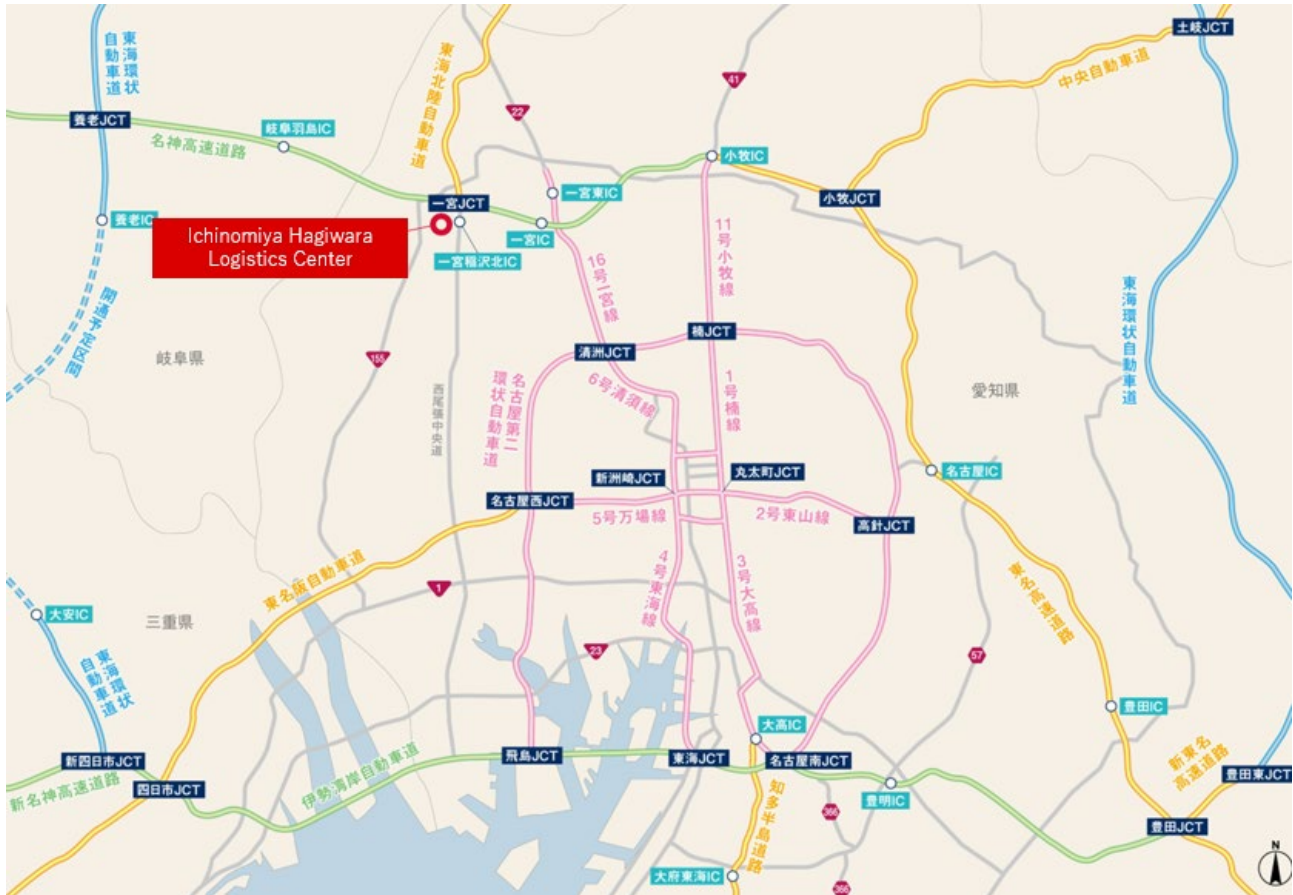 土岐JCT
東海環状
自動車道
東海北陸自動車道
中央自動車道
41
22
養老JCT
岐阜羽島IC
名神高速道路
小牧IC
一宮東IC
小牧JCT
一宮JCT
養老IC
Ichinomiya Hagiwara
Logistics Center
一宮IC
一宮稲沢北IC
11号小牧線
16号一宮線
東海環状自動車道
開通予定区間
楠JCT
清洲JCT
岐阜県
155
西尾張中央道
名古屋第二
環状自動車道
6号清須線
1号楠線
愛知県
名古屋IC
新洲崎JCT
丸太町JCT
名古屋西JCT
5号万場線
2号東山線
高針JCT
東名阪自動車道
4号東海線
3号大高線
東名高速道路
1
大安IC
三重県
23
57
東海環状
自動車道
豊田IC
大高IC
新東名
高速道路
新四日市JCT
飛島JCT
東海JCT
名古屋南JCT
豊田東JCT
新名神高速道路
四日市JCT
伊勢湾岸自動車道
豊明IC
知多半島道路
366
豊田JCT
大府東海IC
366
N